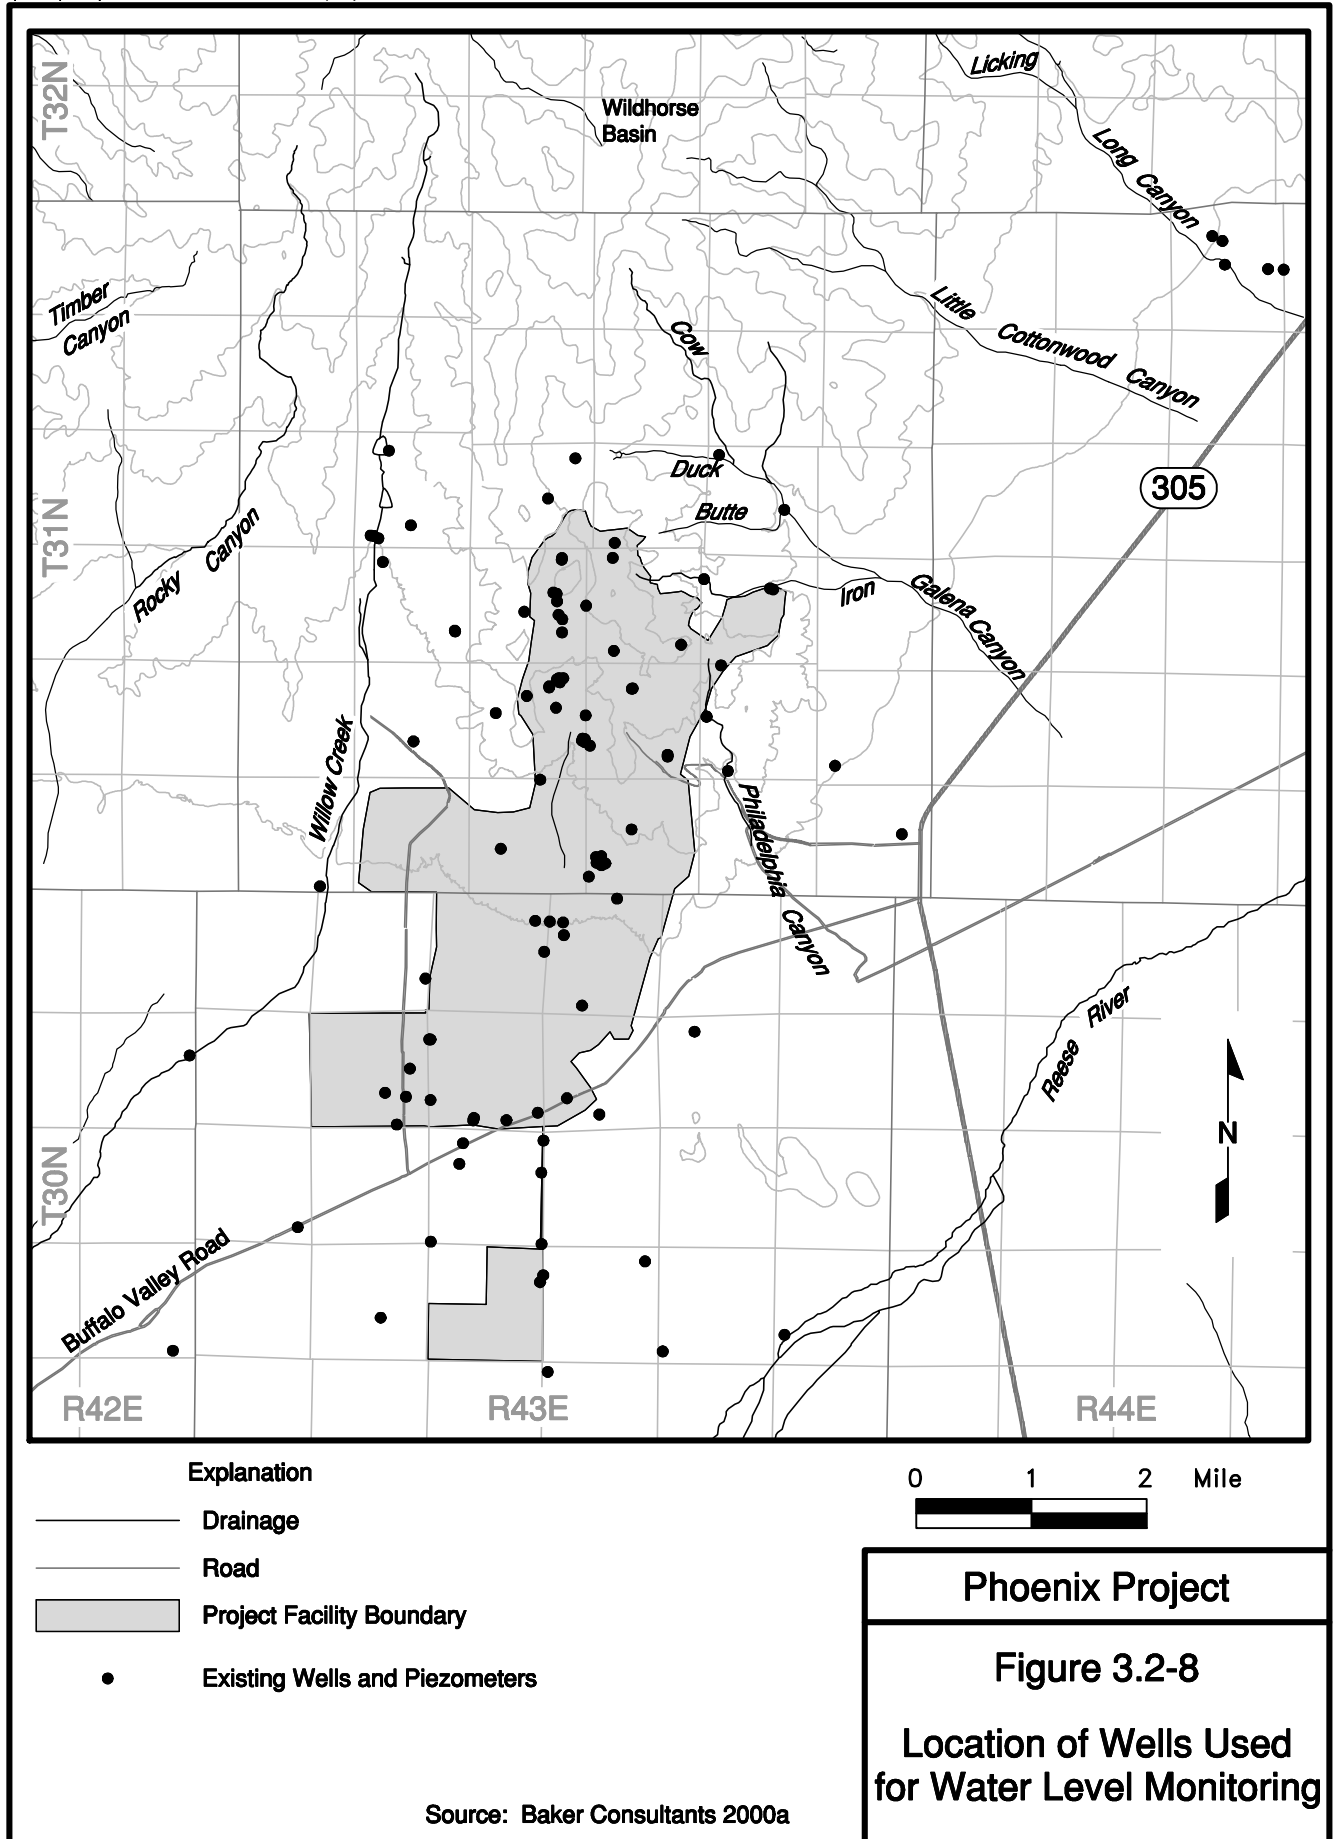 T32N
Licking
Wildhorse
Basin
Long Canyon
Timber
Canyon
Little Cottonwood Canyon
Cow
Duck
305
Butte
T31N
Rocky Canyon
Iron
Galena Canyon
Willow Creek
Philadelphia Canyon
Reese River
N
T30N
Buffalo Valley Road
R42E
R43E
R44E
Explanation
0 1 2 Mile
Drainage
Road
Project Facility Boundary
Existing Wells and Piezometers
Phoenix Project
Figure 3.2-8
Location of Wells Used
for Water Level Monitoring
Source: Baker Consultants 2000a